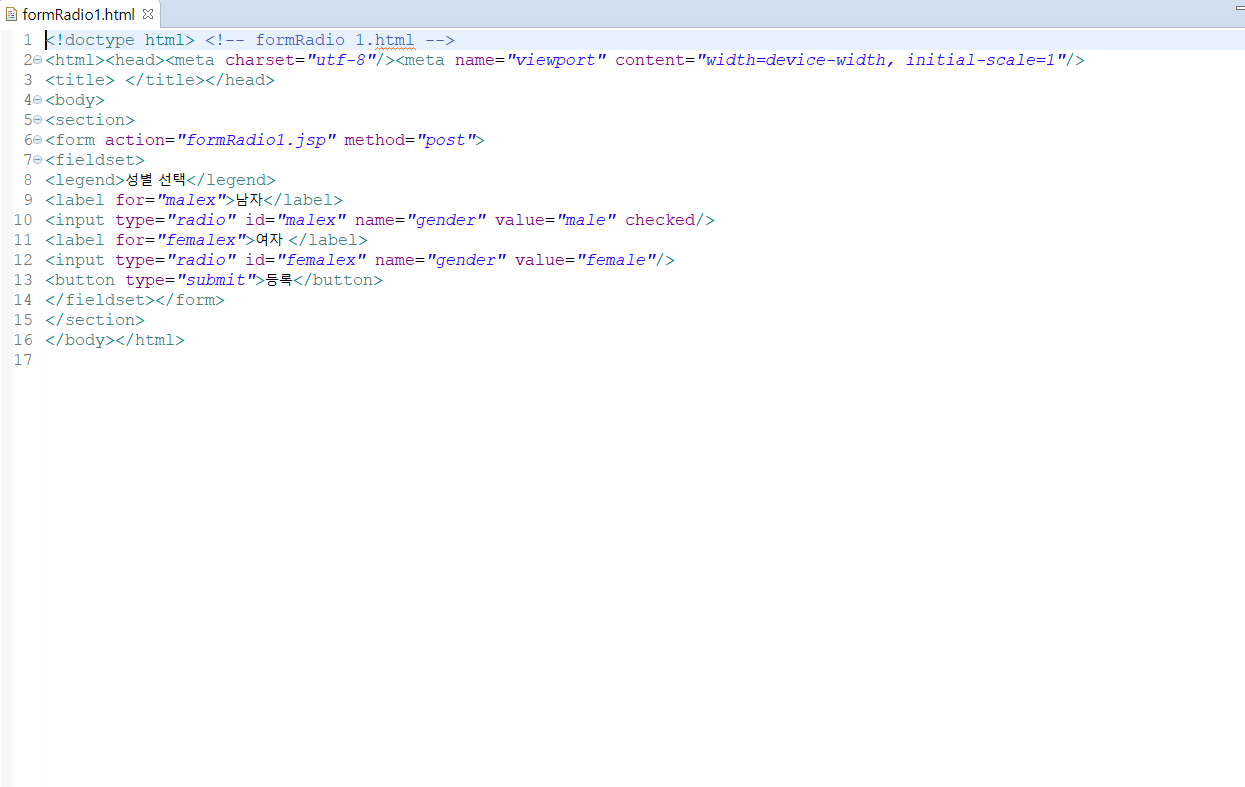 formRadio1.html
1 <!doctype html> <!-- formRadio 1.html -->
2 <html><head><meta charset="utf-8"/><meta name="viewport" content="width=device-width, initial-scale=1"/>
3 <title> </title></head>
4 <body>
5 <section>
6 <form action="formRadio1.jsp" method="post">
7 <fieldset>
8 <legend>성별 선택</legend>
9 <label for="malex">남자</label>
10 <input type="radio" id="malex" name="gender" value="male" checked/>
11 <label for="femalex">여자 </label>
12 <input type="radio" id="femalex" name="gender" value="female"/>
13 <button type="submit">등록</button>
14 </fieldset></form>
15 </section>
16 </body></html>
17